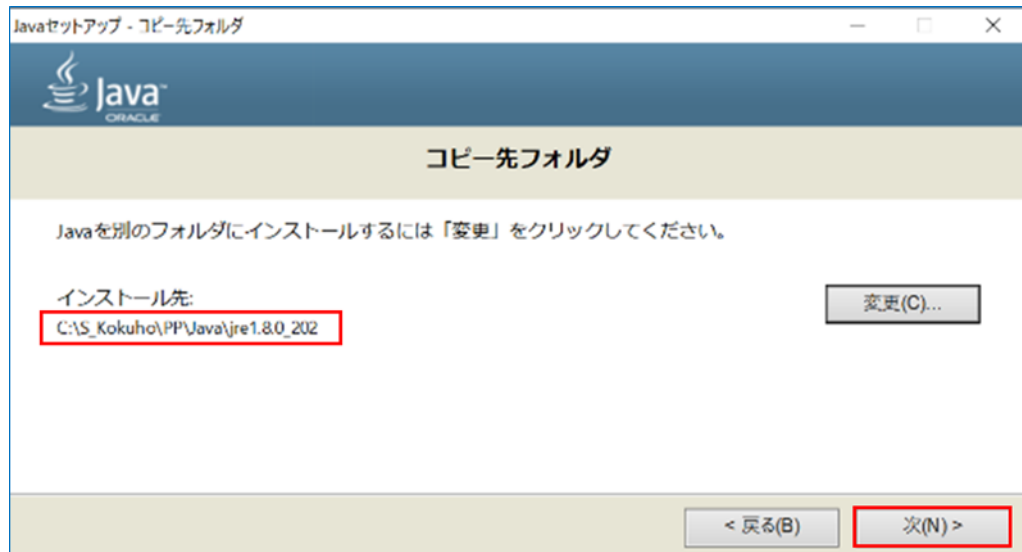 Javaセットアップ - コピー先フォルダ
Java™
ORACLE
コピー先フォルダ
Javaを別のフォルダにインストールするには「変更」をクリックしてください。
インストール先:
変更(C)...
C:\S_Kokuho\PP\Java\jre1.8.0_202
< 戻る(B)
次(N) >